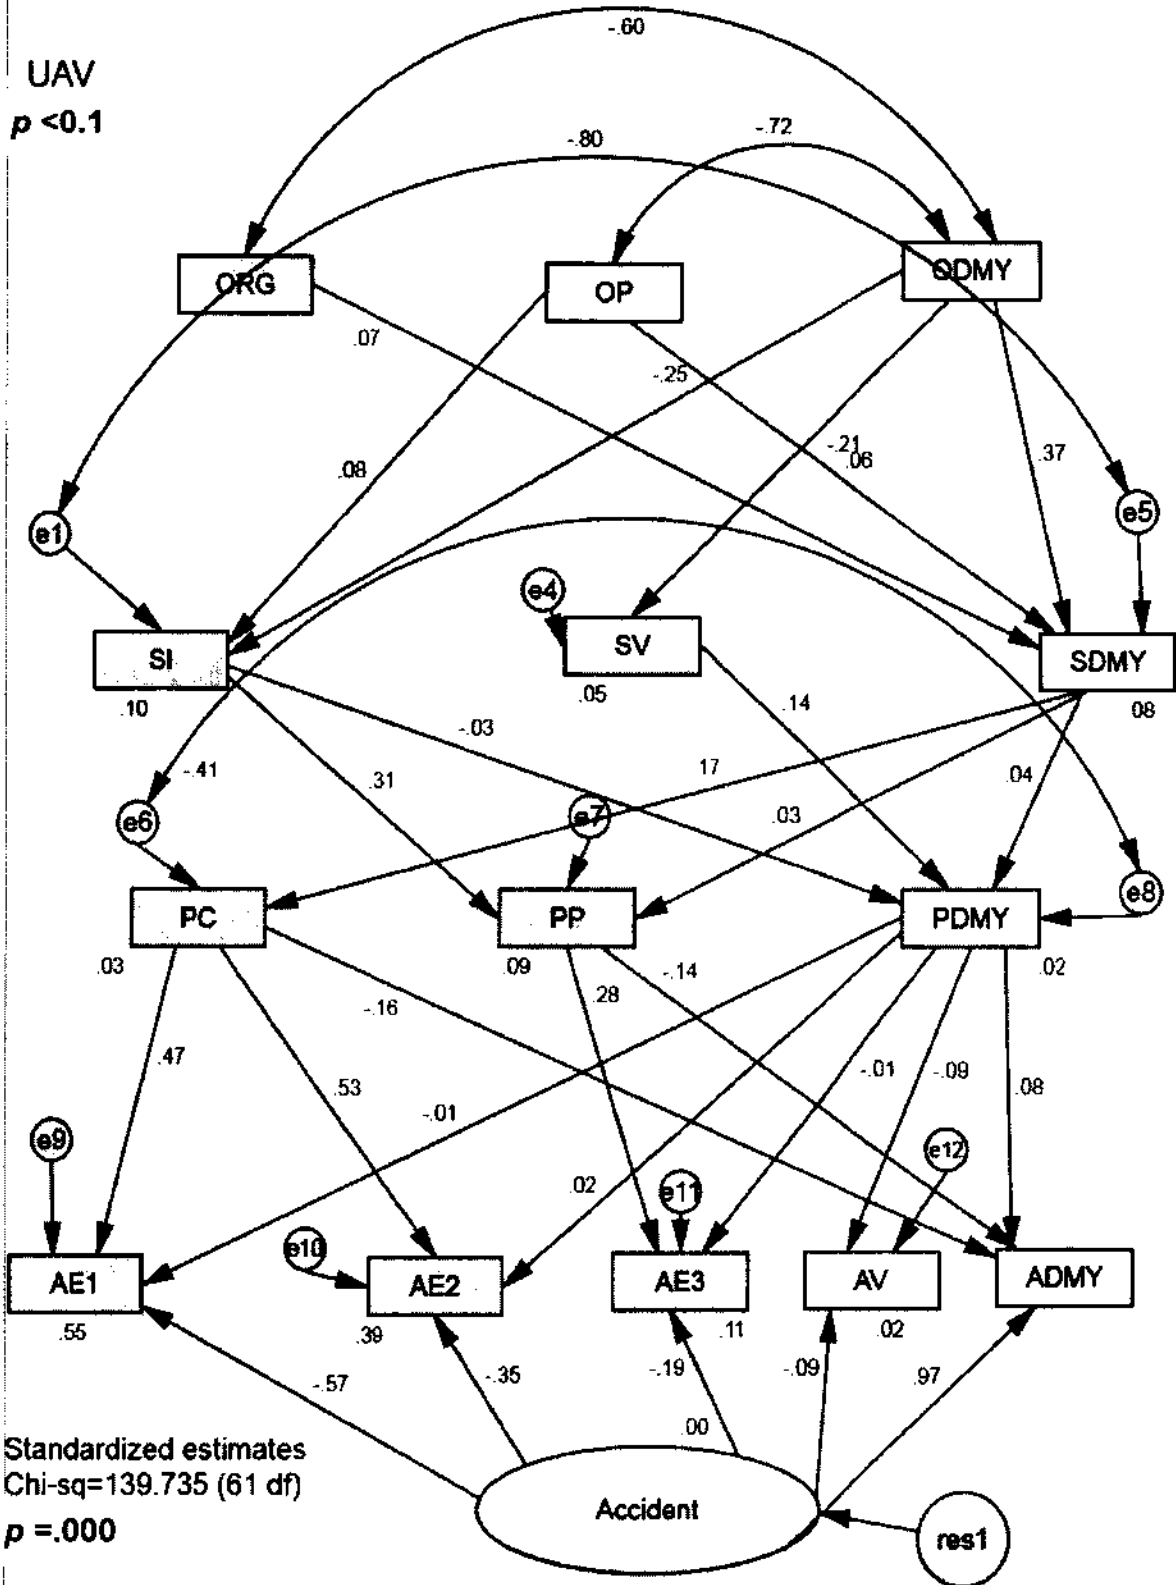 -.60
UAV
p <0.1
-.72
-.80
ORG
OP
ODMY
.07
-.25
.08
-.21
.06
.37
e1
e5
e4
SI
SV
SDMY
.10
.05
08
-.03
.14
-.41
.31
17
.04
e6
e7
.03
e8
PC
PP
PDMY
.03
.09
.02
-.14
.28
-.16
.47
.53
-.01
-.09
.08
-.01
e9
e12
.02
e11
e10
AE1
AE2
AE3
AV
ADMY
.55
.39
.11
.02
-.57
-.35
-.19
-.09
.97
.00
Standardized estimates
Chi-sq=139.735 (61 df)
p =.000
Accident
res1